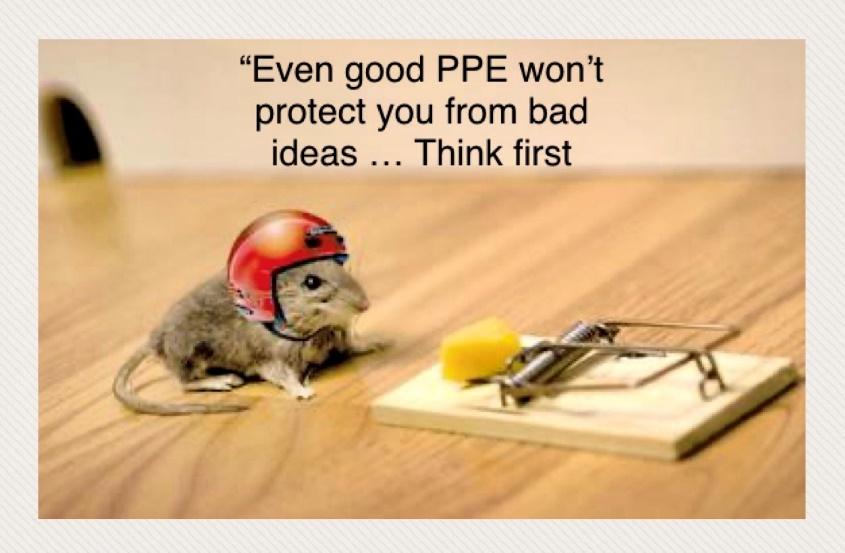 “Even good PPE won’t
protect you from bad
ideas … Think first